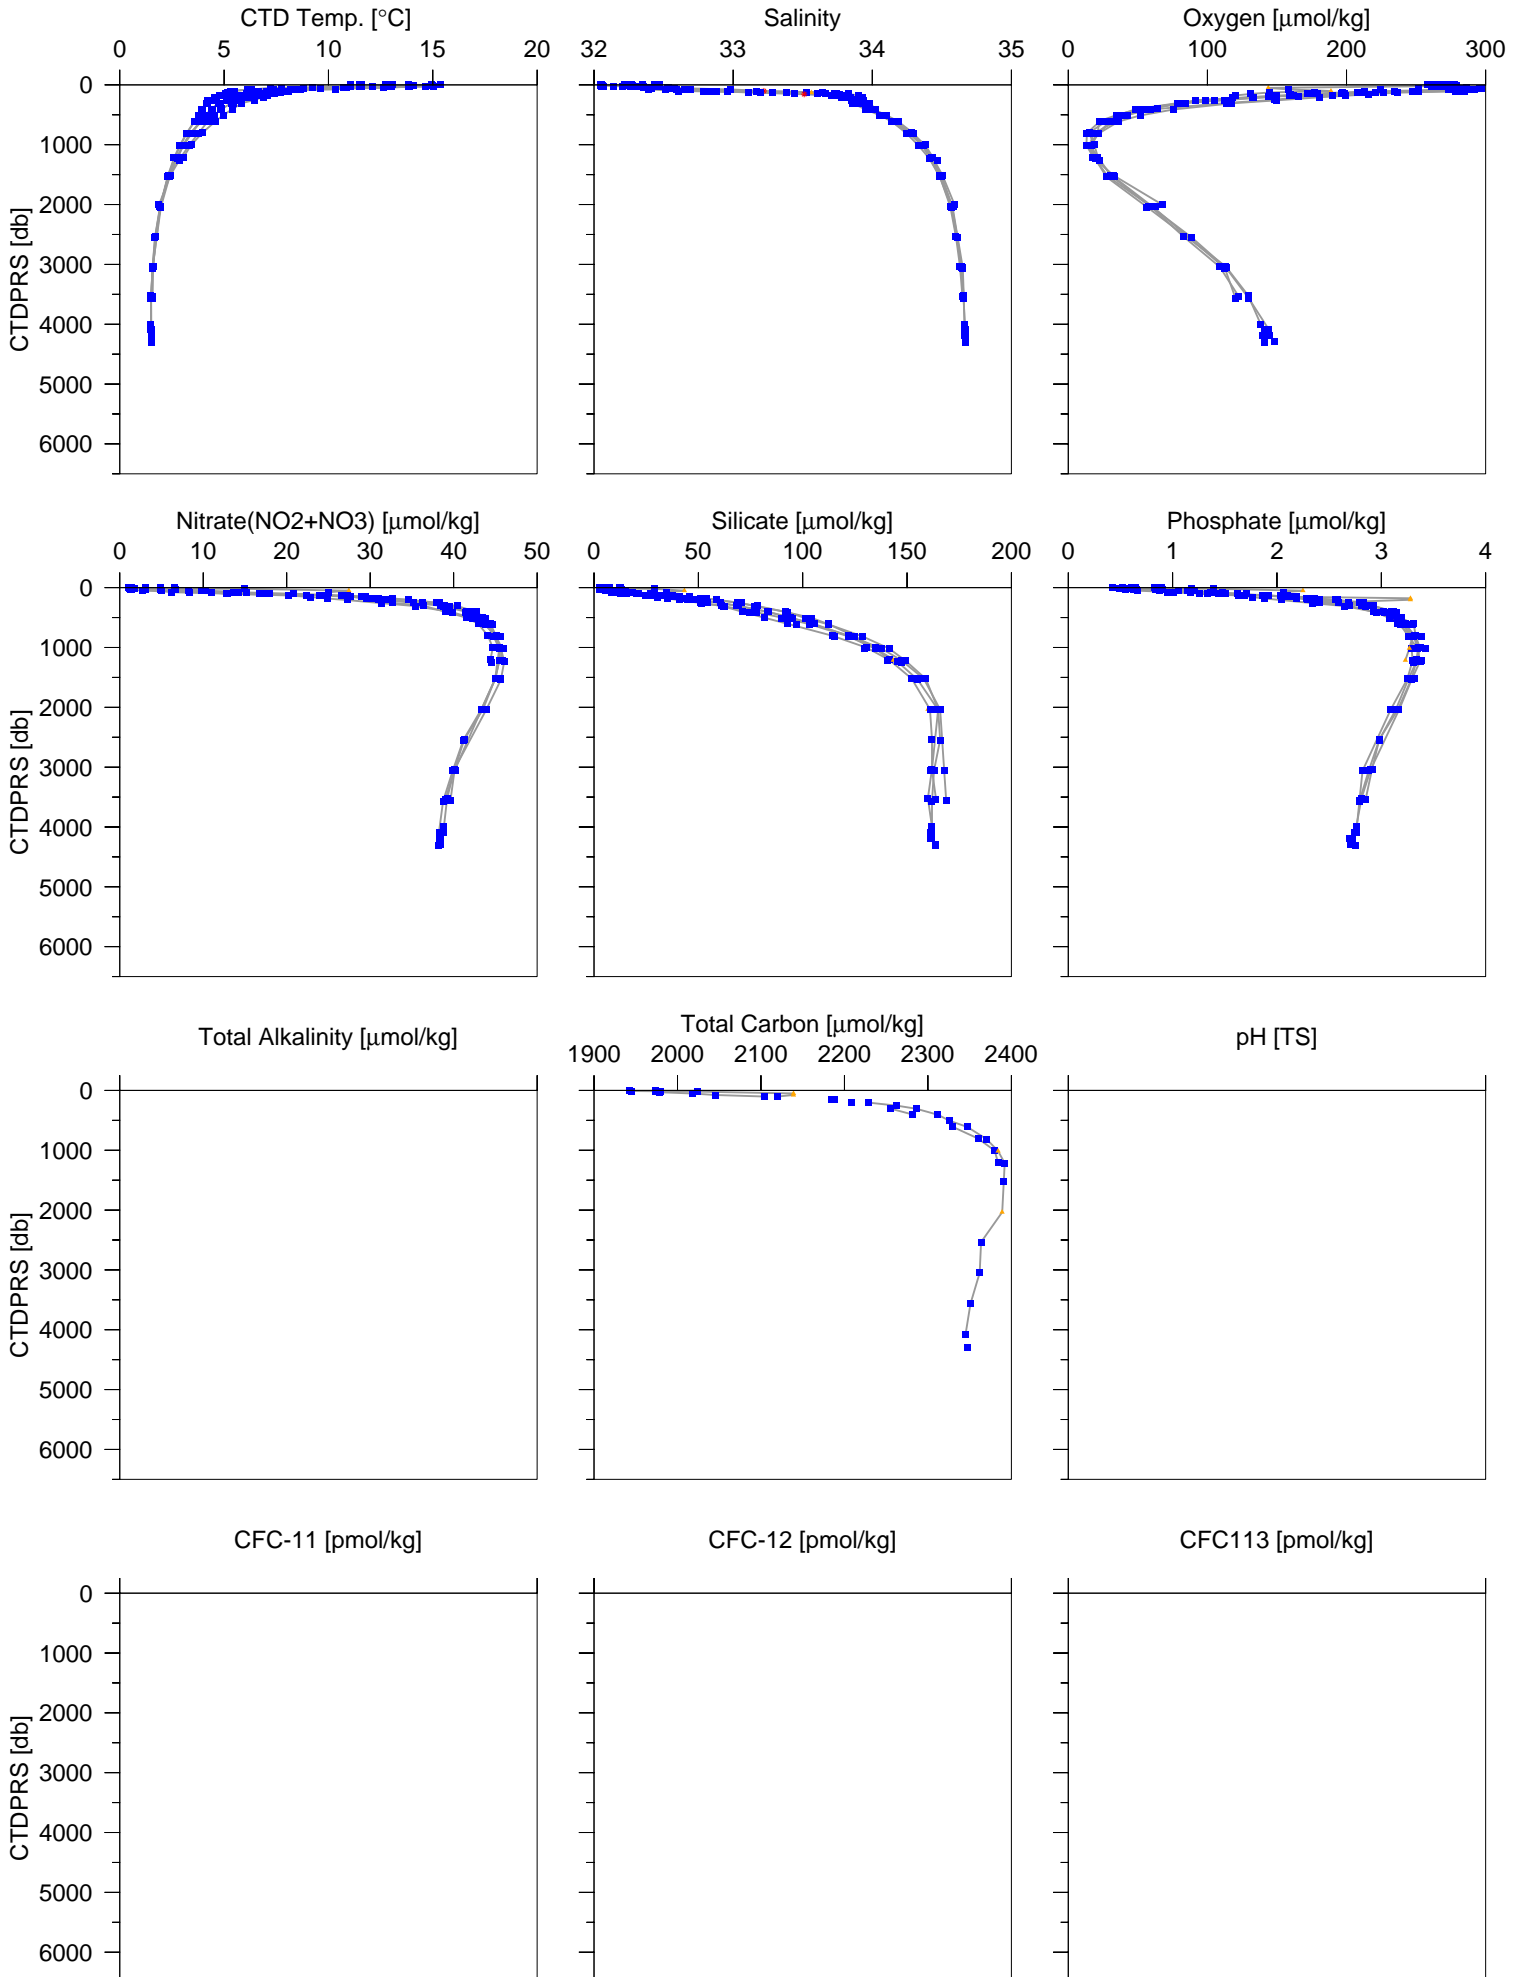 CTD Temp. [°C] Salinity Oxygen [μmol/kg]
0 5 10 15 20 32 33 34 35 0 100 200 300
0
1000
2000
3000
4000
5000
6000
CTDPRS [db]
Nitrate(NO2+NO3) [μmol/kg] Silicate [μmol/kg] Phosphate [μmol/kg]
0 10 20 30 40 50 0 50 100 150 200 0 1 2 3 4
0
1000
2000
3000
4000
5000
6000
CTDPRS [db]
Total Alkalinity [μmol/kg] Total Carbon [μmol/kg] pH [TS]
1900 2000 2100 2200 2300 2400
0
1000
2000
3000
4000
5000
6000
CTDPRS [db]
CFC-11 [pmol/kg] CFC-12 [pmol/kg] CFC113 [pmol/kg]
0
1000
2000
3000
4000
5000
6000
CTDPRS [db]